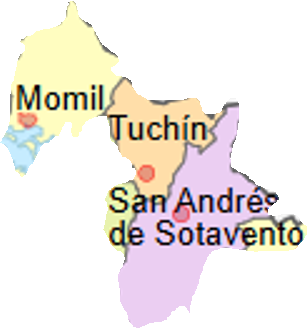 Momil
Tuchín
San Andrés
de Sotavento